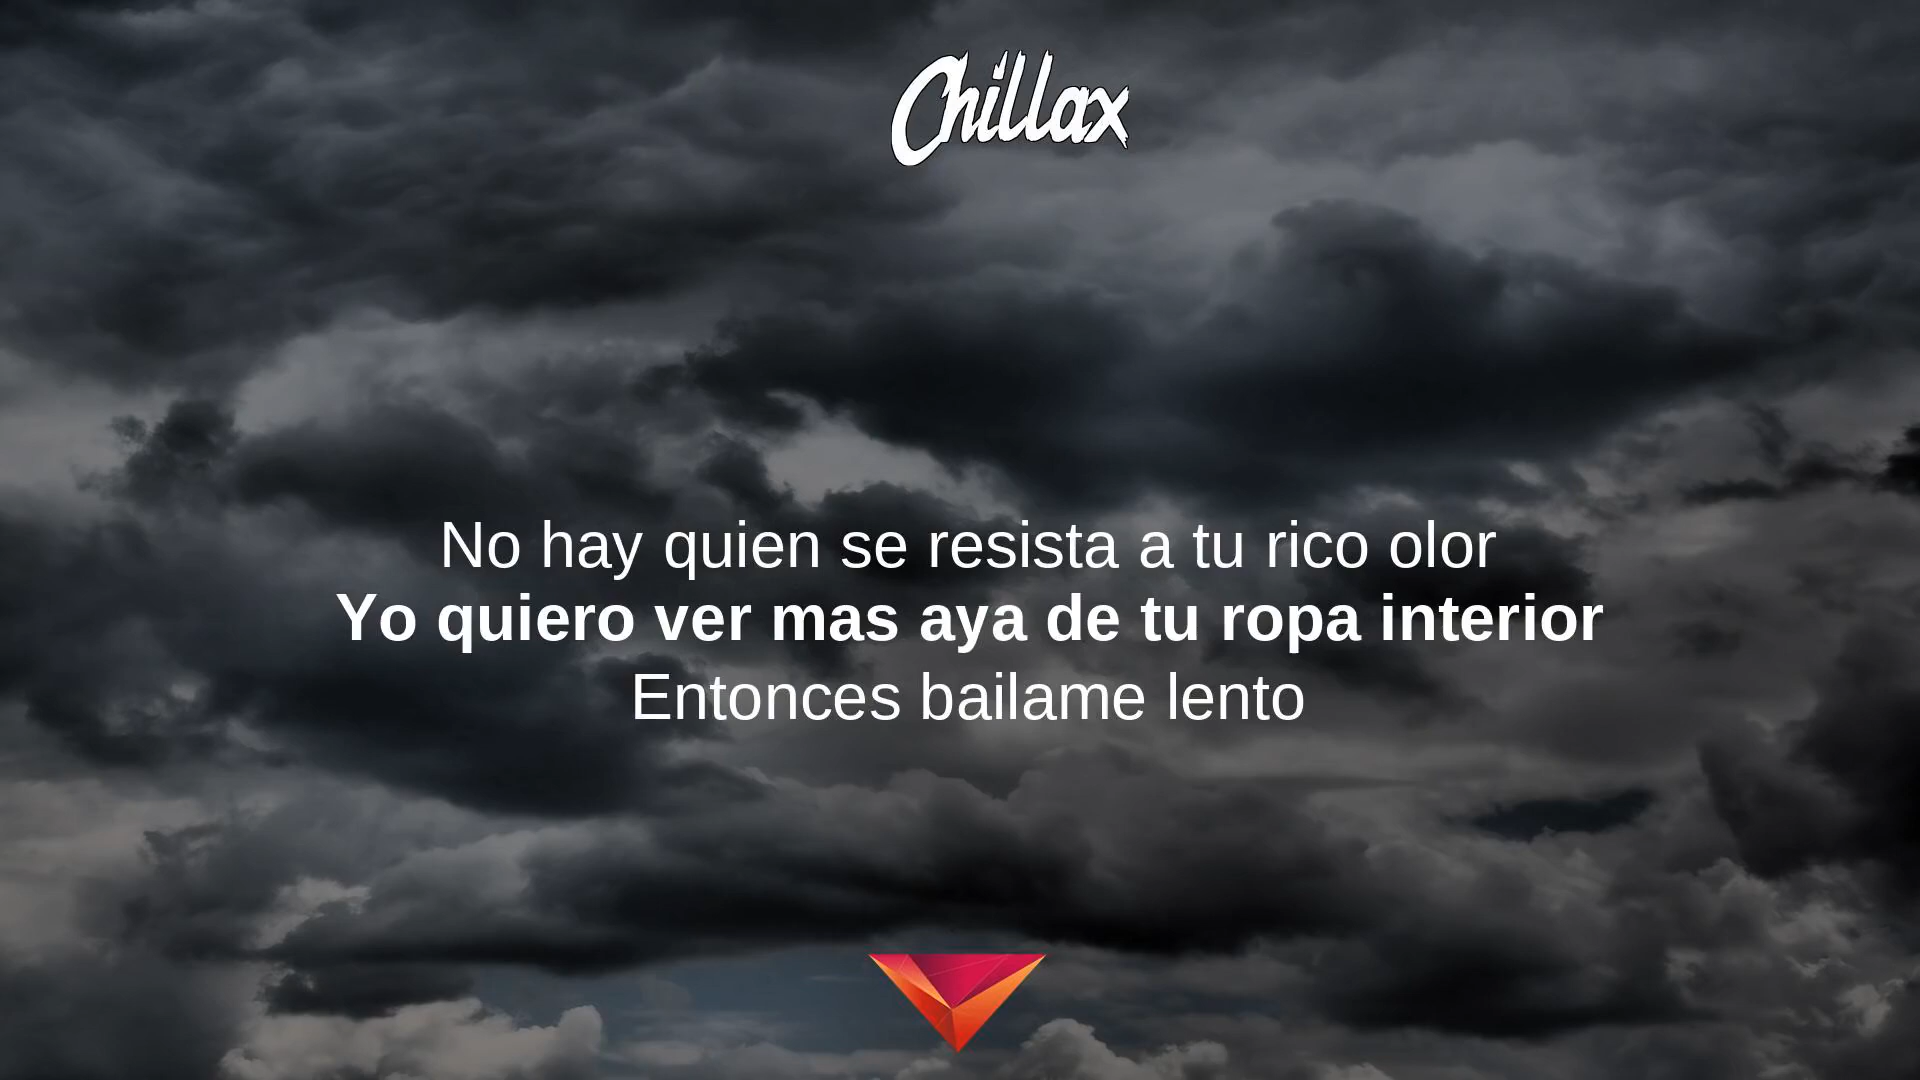 Chillax
No hay quien se resista a tu rico olor
Yo quiero ver mas aya de tu ropa interior
Entonces bailame lento